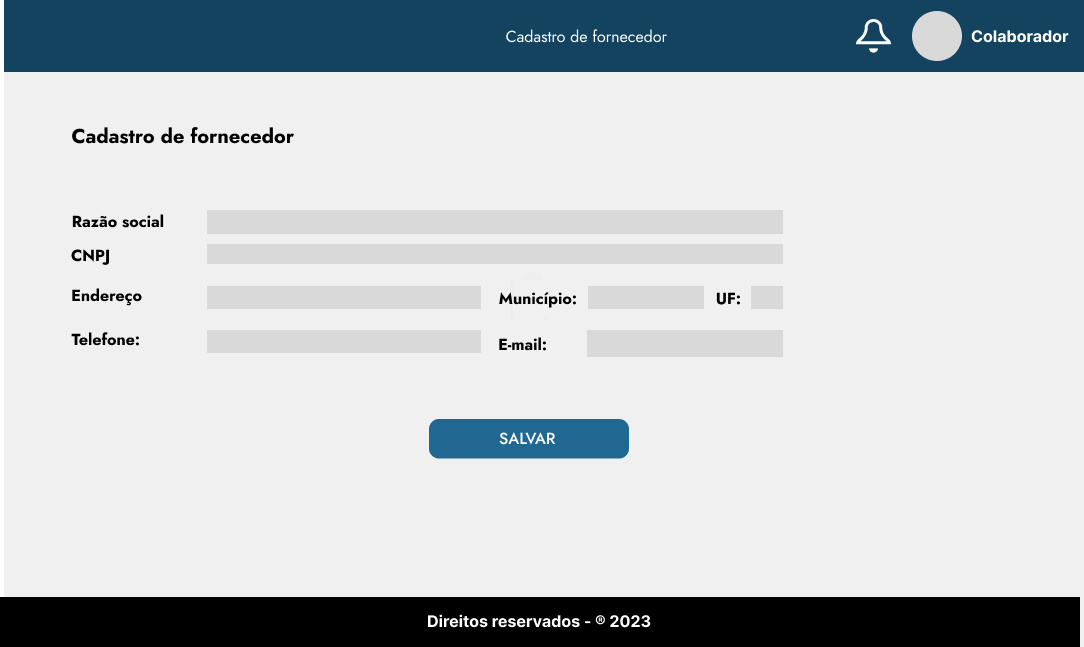 Cadastro de fornecedor
Colaborador
Cadastro de fornecedor
Razão social
CNPJ
Endereço
Município:
UF:
Telefone:
E-mail:
SALVAR
Direitos reservados - ® 2023